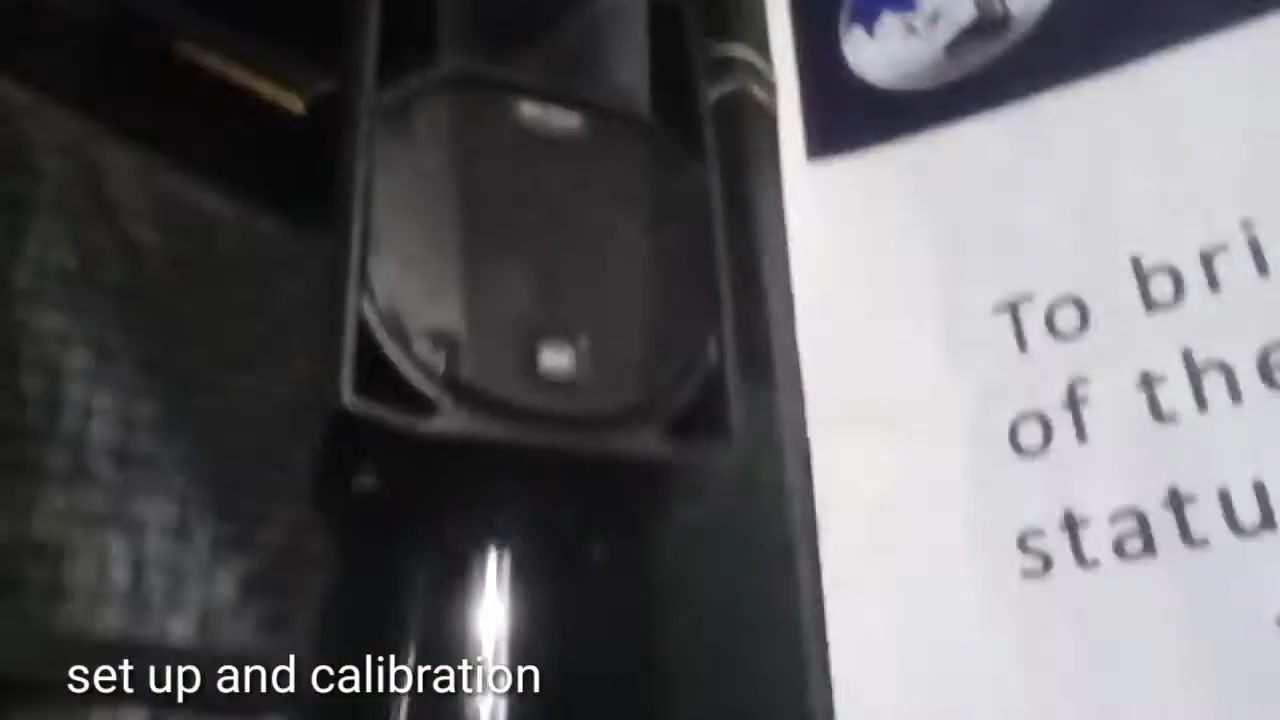 To bri
of the
statu
set up and calibration